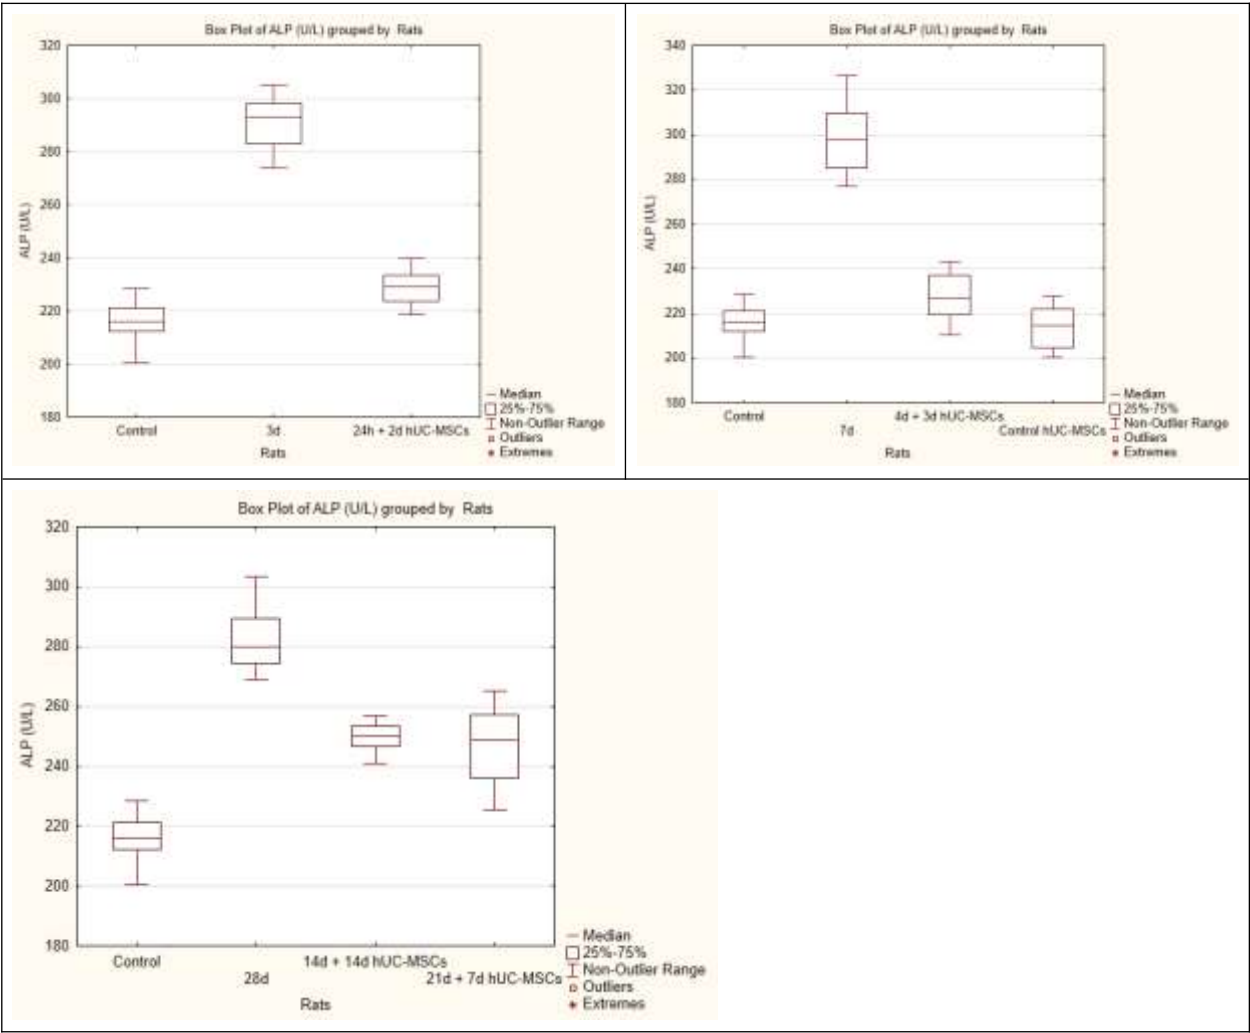 Box Plot of ALP (U/L) grouped by Rats
320
300
280
260
240
220
200
180
ALP (U/L)
Control
3d
24h + 2d hUC-MSCs
Rats
Median
25%-75%
Non-Outlier Range
Outliers
Extremes
Box Plot of ALP (U/L) grouped by Rats
340
320
300
280
260
240
220
200
180
ALP (U/L)
Control
7d
4d + 3d hUC-MSCs
Control hUC-MSCs
Rats
Median
25%-75%
Non-Outlier Range
Outliers
Extremes
Box Plot of ALP (U/L) grouped by Rats
320
300
280
260
240
220
200
180
ALP (U/L)
Control
28d
14d + 14d hUC-MSCs
21d + 7d hUC-MSCs
Rats
Median
25%-75%
Non-Outlier Range
Outliers
Extremes